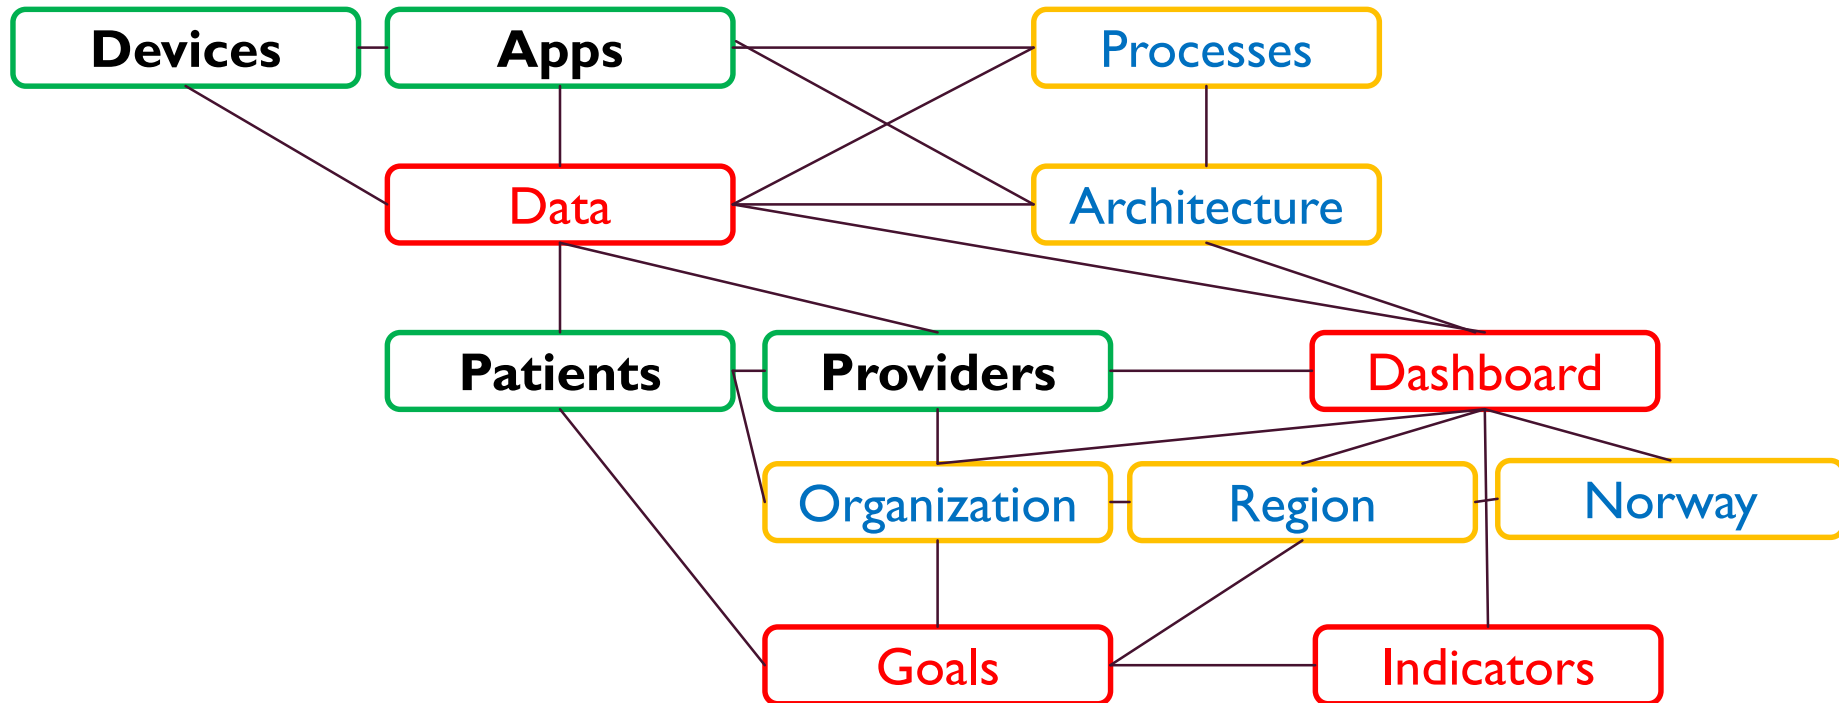 Devices
Apps
Processes
Data
Architecture
Patients
Providers
Dashboard
Organization
Region
Norway
Goals
Indicators